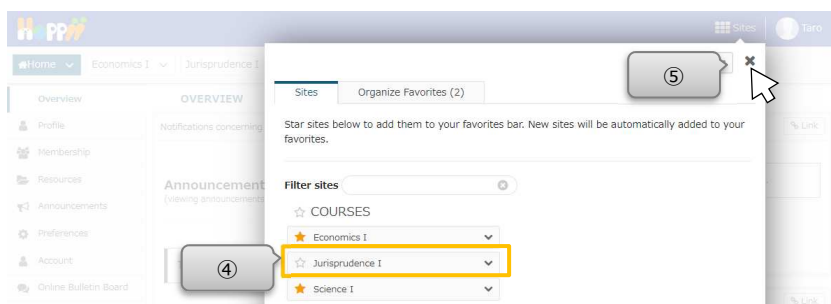 Hoppii
Sites
Taro
Home
Economics I
Jurisprudence I
⑤
Overview
OVERVIEW
Sites
Organize Favorites (2)
Profile
Notifications concerning
Star sites below to add them to your favorites bar. New sites will be automatically added to your
favorites.
Link
Membership
Resources
Announcement
Filter sites
(viewing announcements
Announcements
COURSES
Preferences
Economics I
Account
④
Jurisprudence I
Online Bulletin Board
Science I
Link